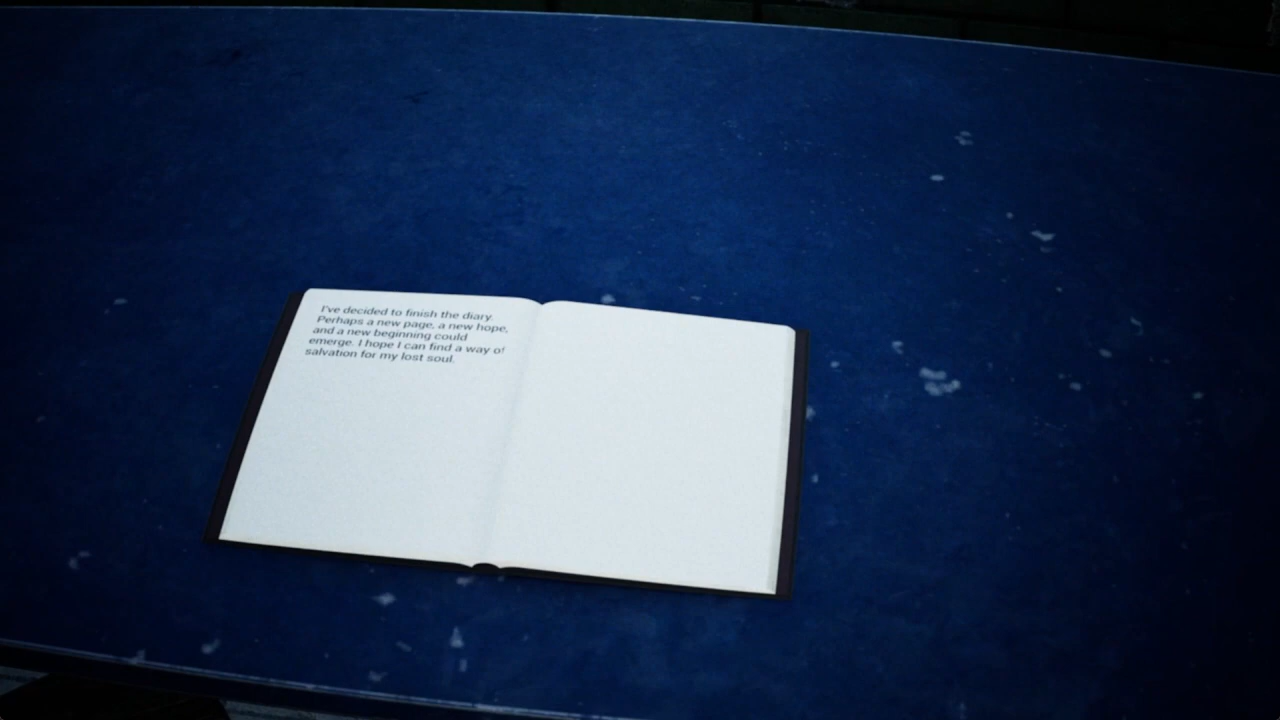 I've decided to finish the diary.
Perhaps a new page, a new hope,
and a new beginning could
emerge. I hope I can find a way of
salvation for my lost soul.